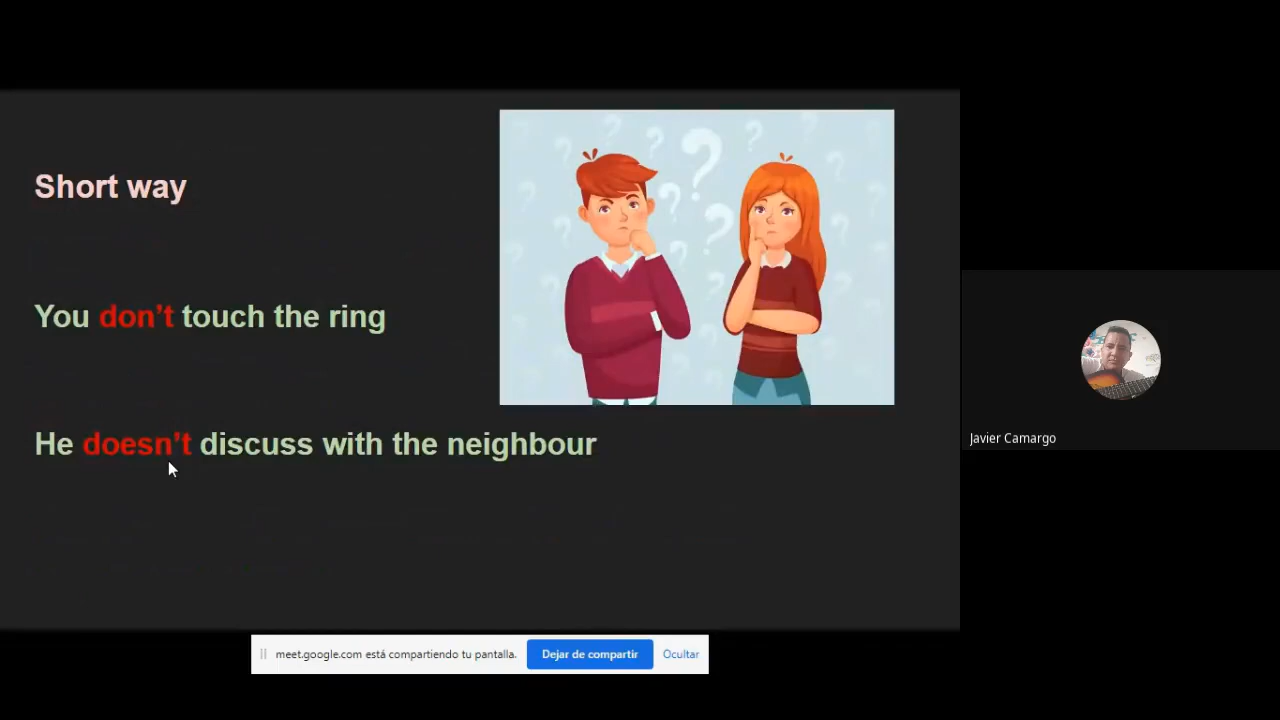 Short way
You don’t touch the ring
He doesn’t discuss with the neighbour
Javier Camargo
meet.google.com está compartiendo tu pantalla.
Dejar de compartir
Ocultar